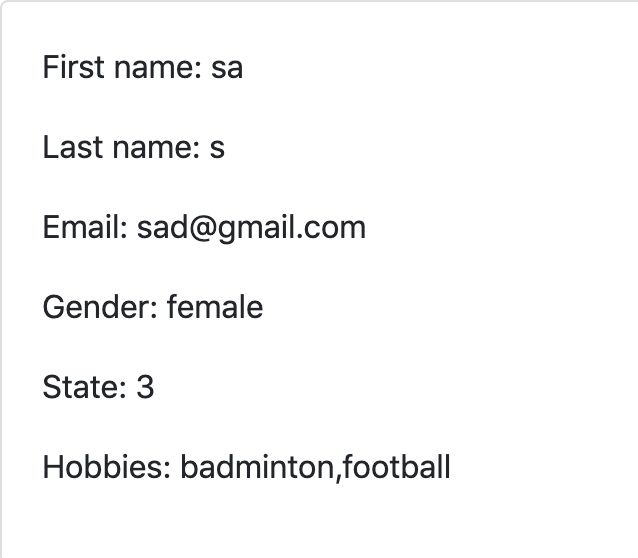 First name: sa
Last name: s
Email: sad@gmail.com
Gender: female
State: 3
Hobbies: badminton,football